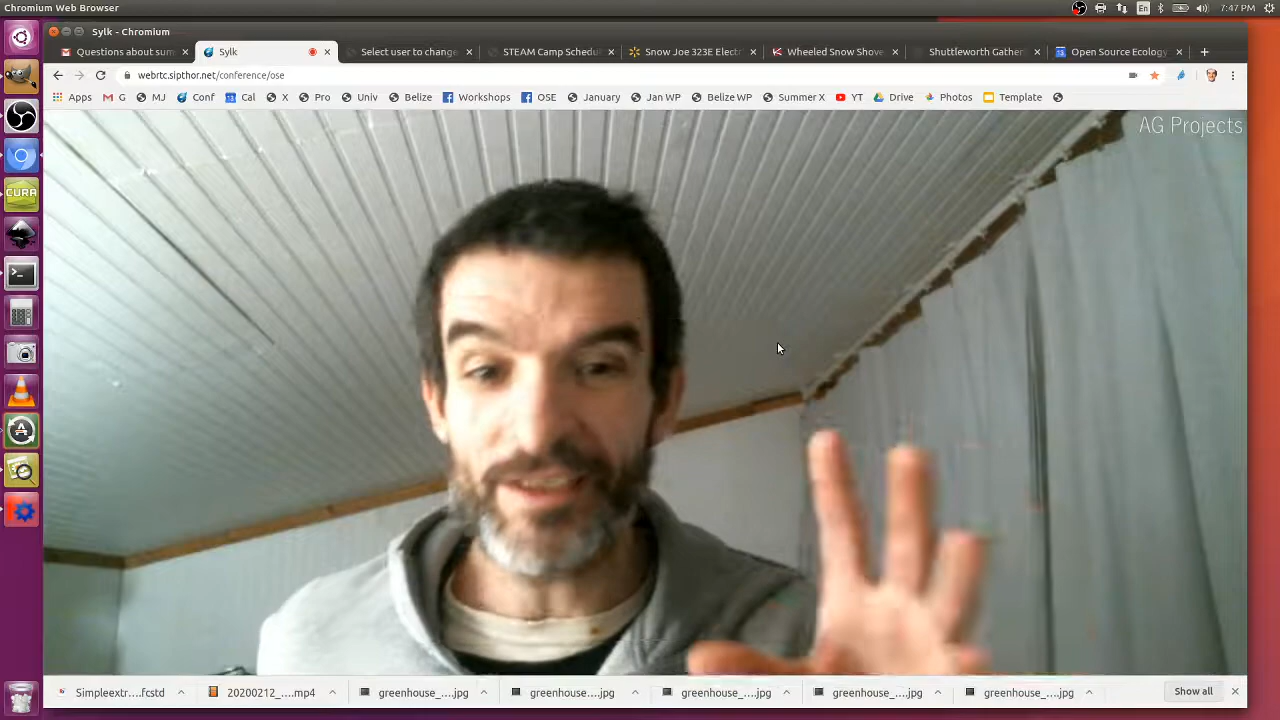 Chromium Web Browser
En
7:47 PM
Sylk - Chromium
Questions about sum
Sylk
Select user to change
STEAM Camp Schedul
Snow Joe 323E Electr
Wheeled Snow Shove
Shuttleworth Gather
Open Source Ecology
webrtc.sipthor.net/conference/ose
Apps
G
MJ
Conf
Cal
X
Pro
Univ
Belize
Workshops
OSE
January
Jan WP
Belize WP
Summer X
YT
Drive
Photos
Template
AG Projects
CURA
Simpleextr....fcstd
20200212_....mp4
greenhouse_....jpg
greenhouse_....jpg
greenhouse_....jpg
greenhouse_....jpg
greenhouse_....jpg
Show all